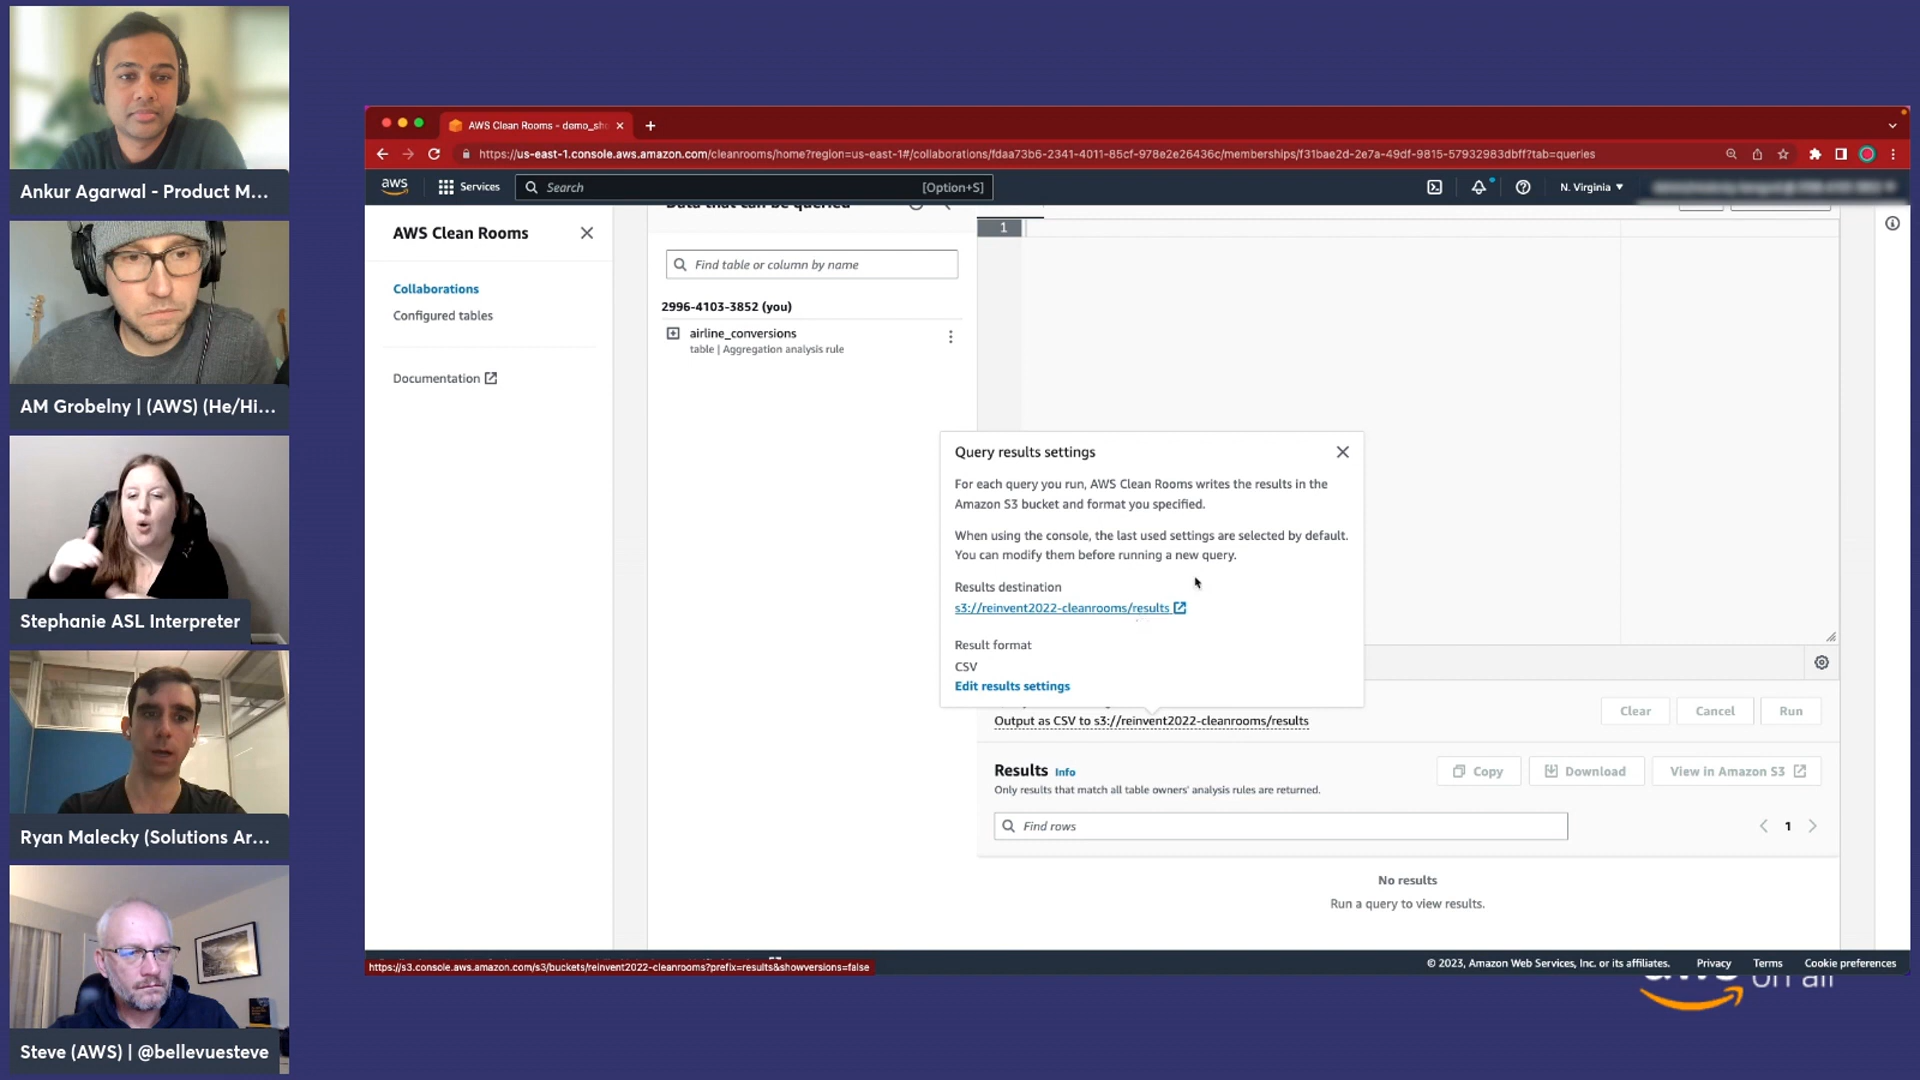 Ankur Agarwal - Product M...
AM Grobelny | (AWS) (He/Hi...
Stephanie ASL Interpreter
Ryan Malecky (Solutions Ar...
Steve (AWS) | @bellevuesteve
AWS Clean Rooms - demo_sh
https://us-east-1.console.aws.amazon.com/cleanrooms/home?region=us-east-1#/collaborations/fdaa73b6-2341-4011-85cf-978e2e26436c/memberships/f31bae2d-2e7a-49df-9815-57932983dbff?tab=queries
aws
Services
Search
[Option+S]
N. Virginia
AWS Clean Rooms
Collaborations
Configured tables
Documentation
Data that can be queried
Find table or column by name
2996-4103-3852 (you)
airline_conversions
table | Aggregation analysis rule
1
Query results settings
For each query you run, AWS Clean Rooms writes the results in the
Amazon S3 bucket and format you specified.
When using the console, the last used settings are selected by default.
You can modify them before running a new query.
Results destination
s3://reinvent2022-cleanrooms/results
Result format
CSV
Edit results settings
Output as CSV to s3://reinvent2022-cleanrooms/results
Clear
Cancel
Run
Results Info
Only results that match all table owners' analysis rules are returned.
Copy
Download
View in Amazon S3
Find rows
1
No results
Run a query to view results.
https://s3.console.aws.amazon.com/s3/buckets/reinvent2022-cleanrooms?prefix=results&showversions=false
© 2023, Amazon Web Services, Inc. or its affiliates.
Privacy
Terms
Cookie preferences
aws on air